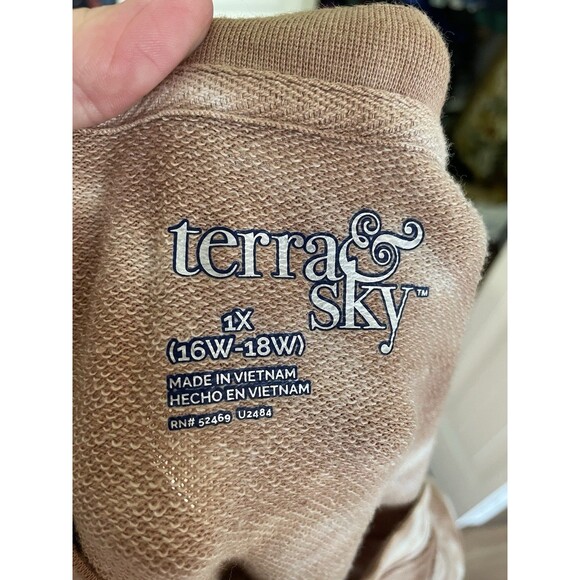 terra&
sky™
1X
(16W-18W)
MADE IN VIETNAM
HECHO EN VIETNAM
RN# 52469 U2484